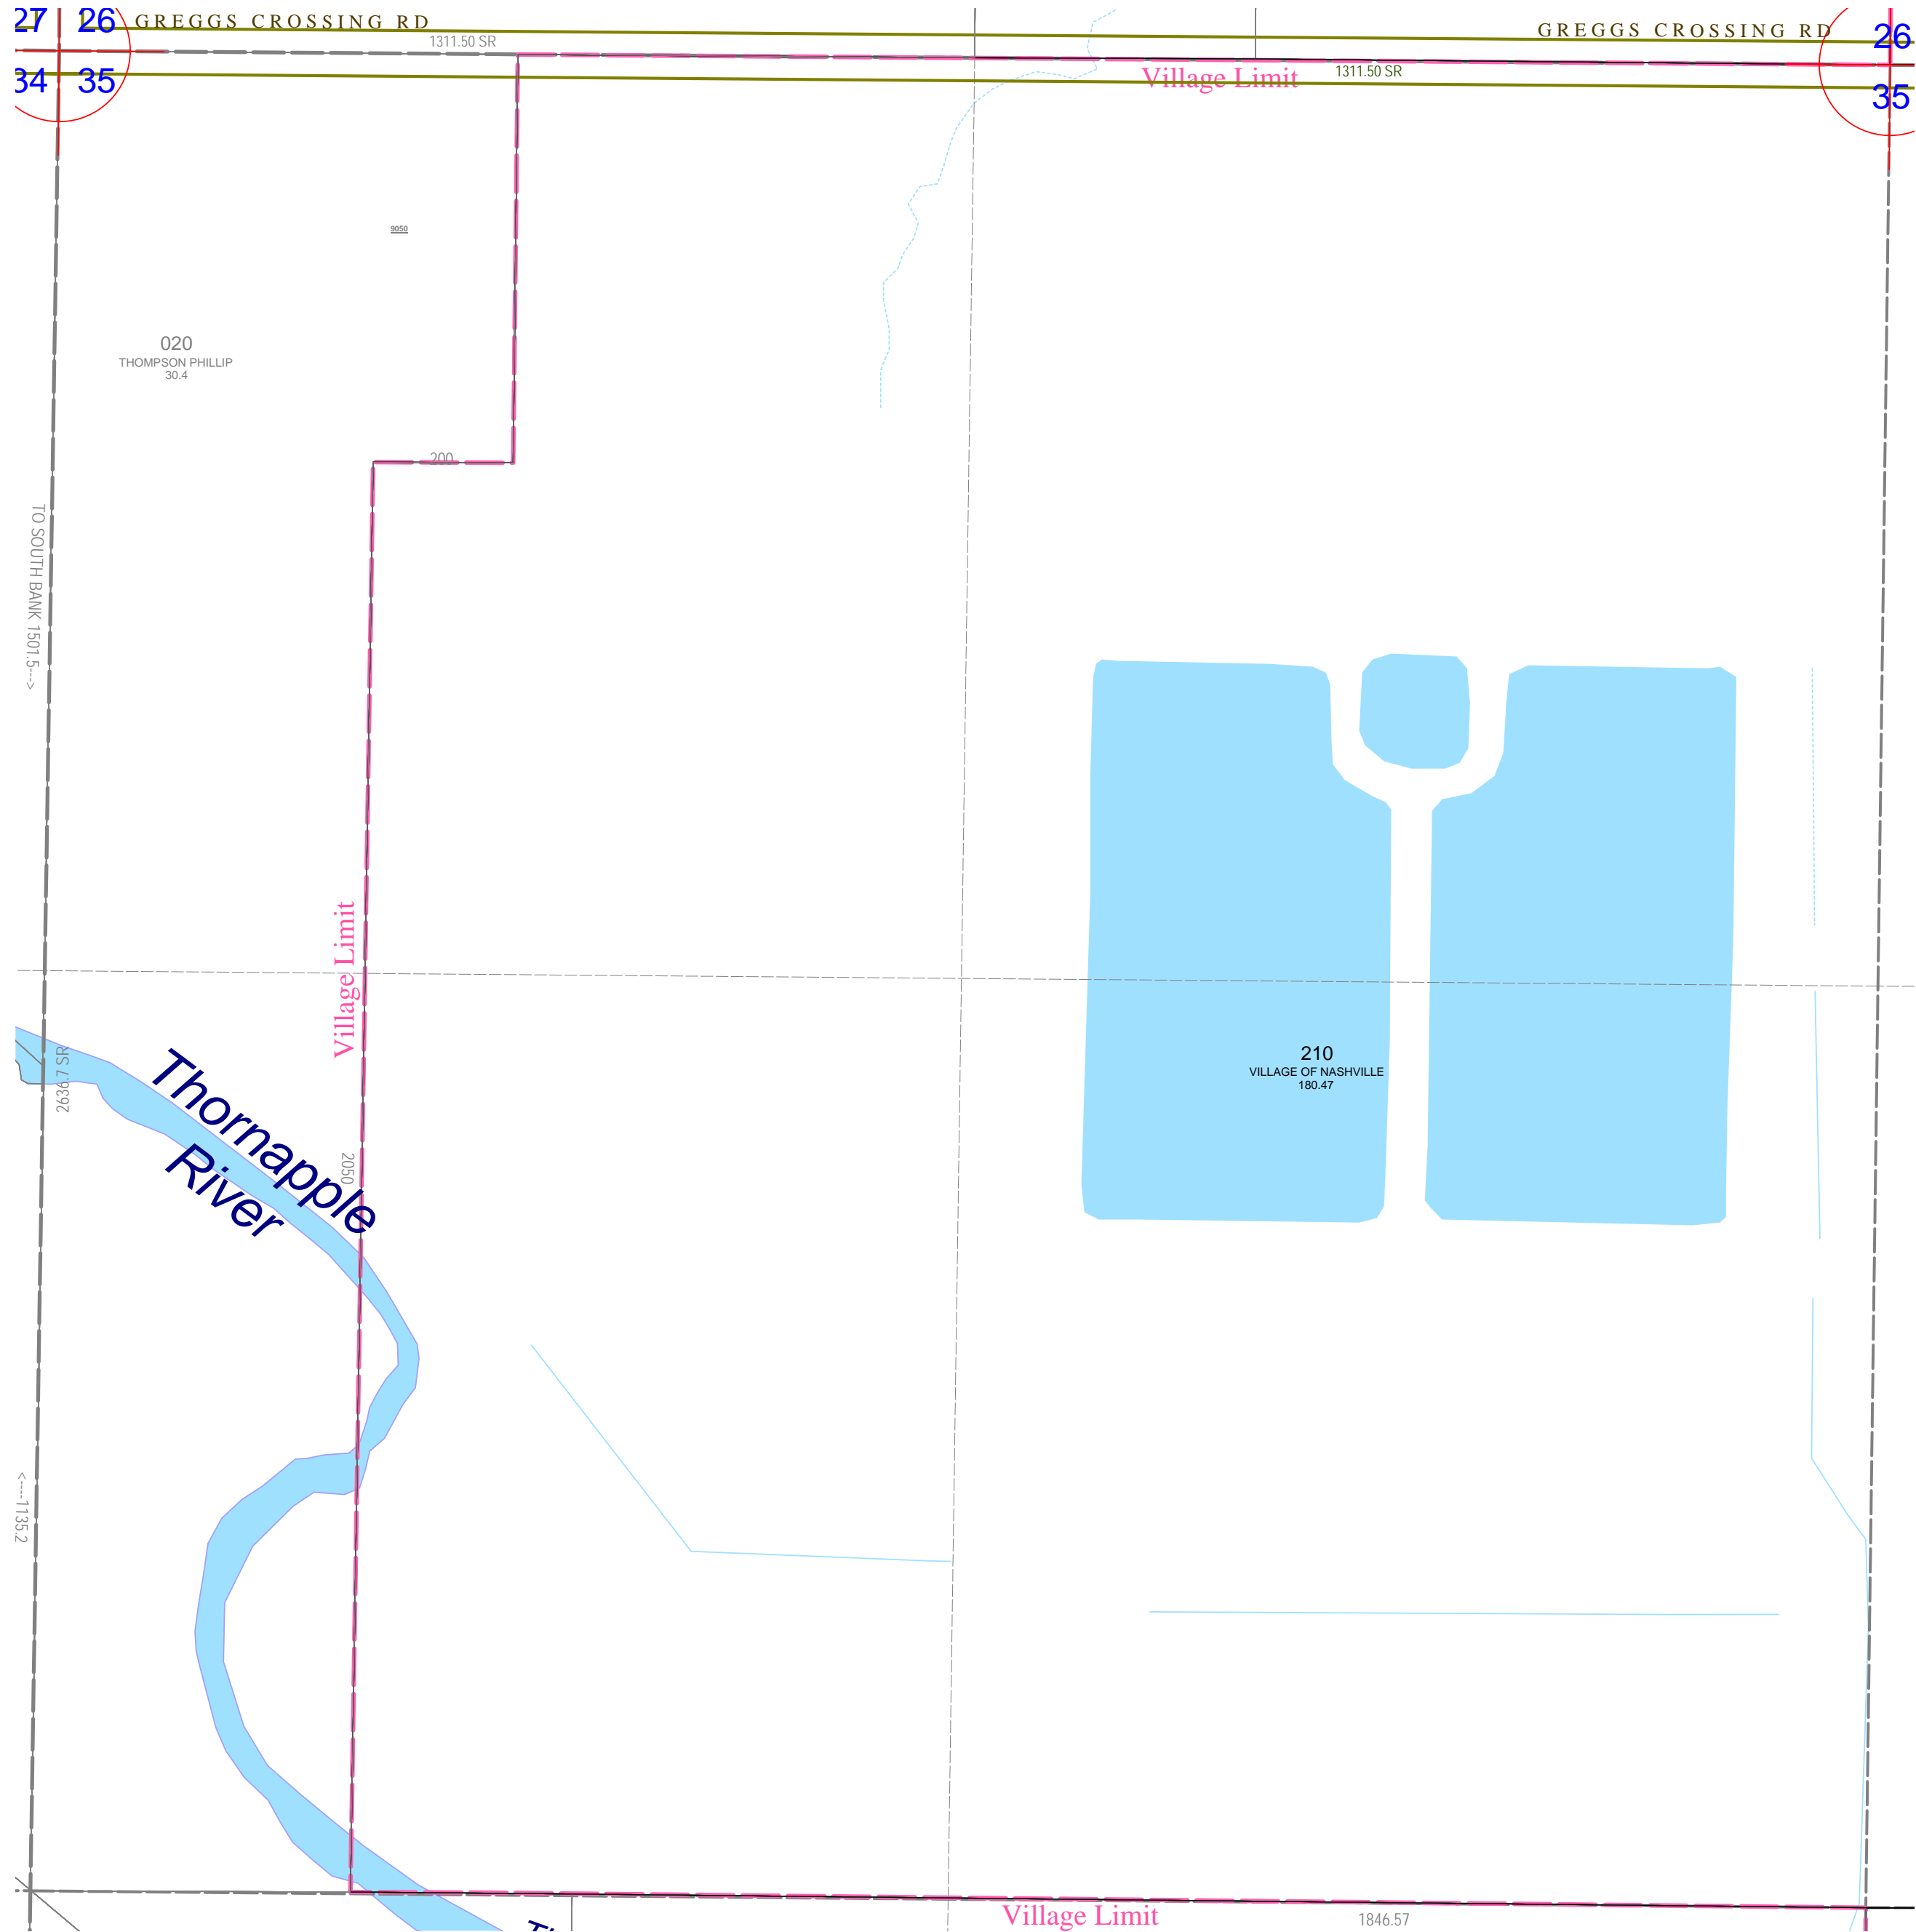 27 26
GREGGS CROSSING RD
GREGGS CROSSING RD
26
1311.50 SR
34 35
Village Limit
1311.50 SR
35
9050
020
THOMPSON PHILLIP
30.4
200
TO SOUTH BANK 1501.5--->
Village Limit
2636.7 SR
Thornapple
River
210
VILLAGE OF NASHVILLE
180.47
2050
<----1135.2
Village Limit
1846.57